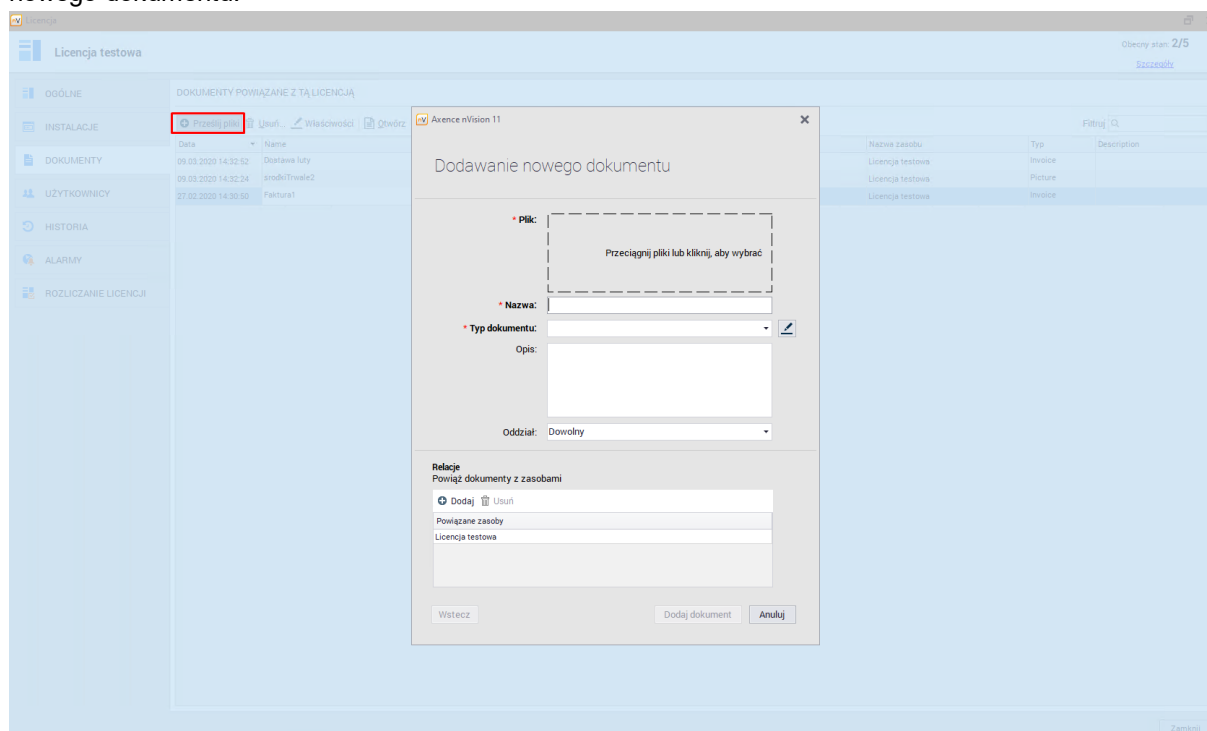 nowego dokumentu.
Licencja
Licencja testowa
Obecny stan: 2/5
Szczegóły
OGÓLNE
INSTALACJE
DOKUMENTY
UŻYTKOWNICY
HISTORIA
ALARMY
ROZLICZANIE LICENCJI
DOKUMENTY POWIĄZANE Z TĄ LICENCJĄ
Prześlij pliki Usuń... Właściwości Otwórz
Filtruj
Data Name Nazwa zasobu Typ Description
09.03.2020 14:32:52 Dostawa luty Licencja testowa Invoice
09.03.2020 14:32:24 srodkiTrwale2 Licencja testowa Picture
27.02.2020 14:30:50 Faktura1 Licencja testowa Invoice
Axence nVision 11
Dodawanie nowego dokumentu
* Plik:
Przeciągnij pliki lub kliknij, aby wybrać
* Nazwa:
* Typ dokumentu:
Opis:
Oddział: Dowolny
Relacje
Powiąż dokumenty z zasobami
Dodaj Usuń
Powiązane zasoby
Licencja testowa
Wstecz Dodaj dokument Anuluj
Zamknij